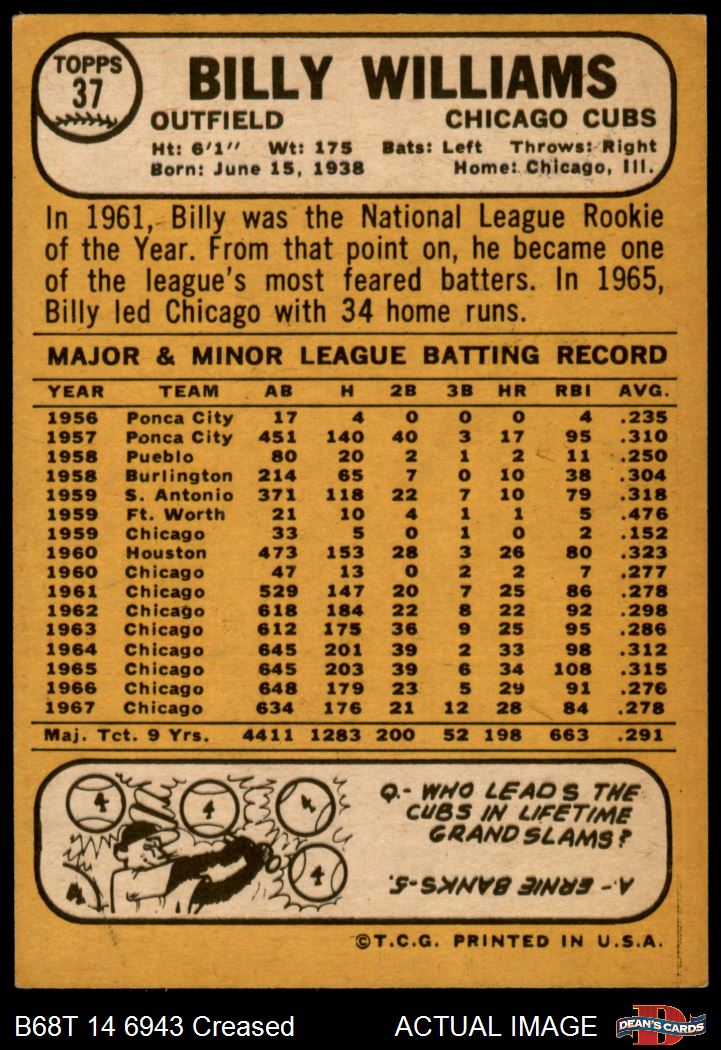 TOPPS
37
BILLY WILLIAMS
OUTFIELD CHICAGO CUBS
Ht: 6'1" Wt: 175 Bats: Left Throws: Right
Born: June 15, 1938 Home: Chicago, Ill.
In 1961, Billy was the National League Rookie
of the Year. From that point on, he became one
of the league's most feared batters. In 1965,
Billy led Chicago with 34 home runs.
MAJOR & MINOR LEAGUE BATTING RECORD
YEAR TEAM AB H 2B 3B HR RBI AVG.
1956 Ponca City 17 4 0 0 0 4 .235
1957 Ponca City 451 140 40 3 17 95 .310
1958 Pueblo 80 20 2 1 2 11 .250
1958 Burlington 214 65 7 0 10 38 .304
1959 S. Antonio 371 118 22 7 10 79 .318
1959 Ft. Worth 21 10 4 1 1 5 .476
1959 Chicago 33 5 0 1 0 2 .152
1960 Houston 473 153 28 3 26 80 .323
1960 Chicago 47 13 0 2 2 7 .277
1961 Chicago 529 147 20 7 25 86 .278
1962 Chicago 618 184 22 8 22 92 .298
1963 Chicago 612 175 36 9 25 95 .286
1964 Chicago 645 201 39 2 33 98 .312
1965 Chicago 645 203 39 6 34 108 .315
1966 Chicago 648 179 23 5 29 91 .276
1967 Chicago 634 176 21 12 28 84 .278
Maj. Tct. 9 Yrs. 4411 1283 200 52 198 663 .291
4 4 4 4 4
Q.- WHO LEADS THE
CUBS IN LIFETIME
GRAND SLAMS?
A- ERNIE BANKS-5.
©T.C.G. PRINTED IN U.S.A.
B68T 14 6943 Creased ACTUAL IMAGE
D
DEAN'S CARDS